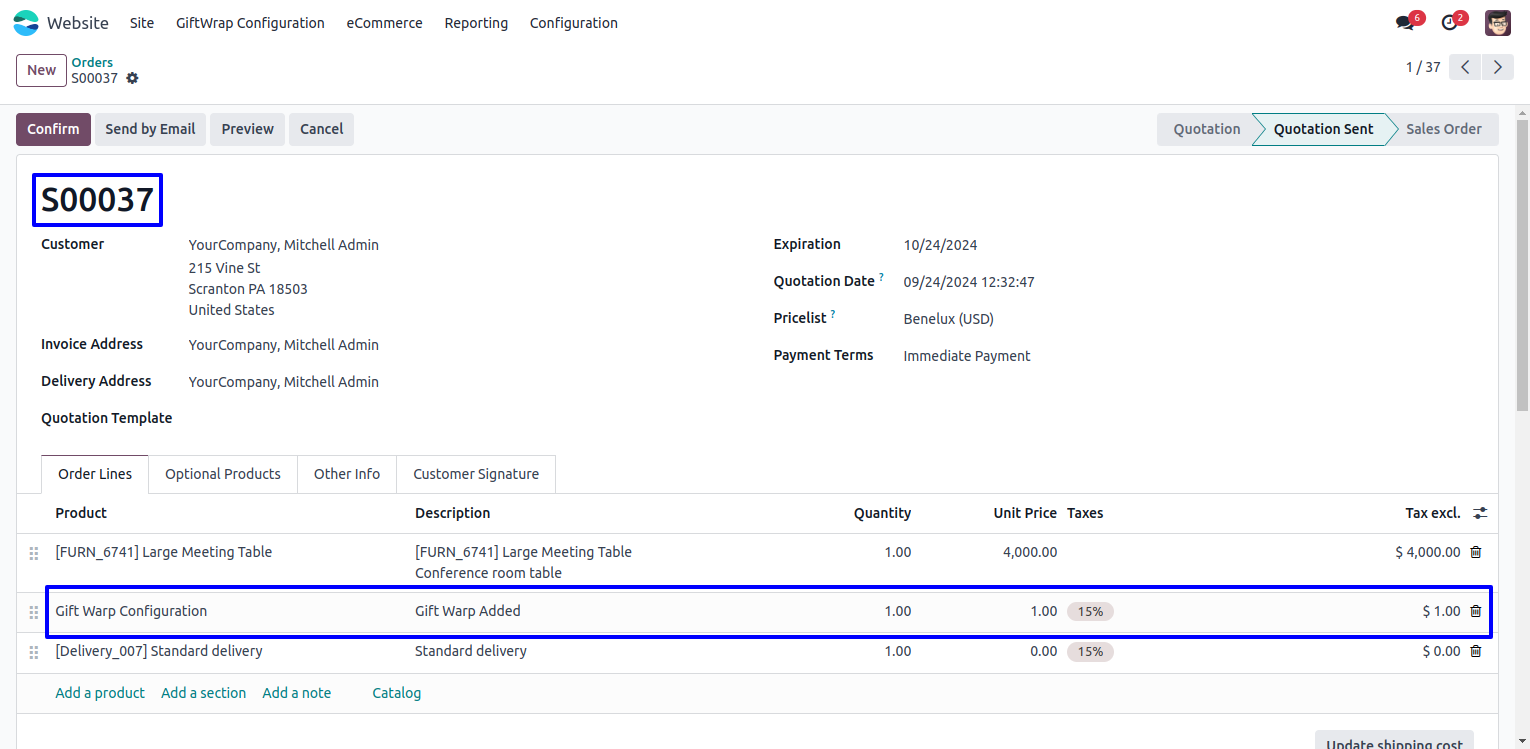 Website Site GiftWrap Configuration eCommerce Reporting Configuration 6 2
New Orders 1 / 37
S00037
Confirm Send by Email Preview Cancel Quotation Quotation Sent Sales Order
S00037
Customer YourCompany, Mitchell Admin
215 Vine St
Scranton PA 18503
United States
Invoice Address YourCompany, Mitchell Admin
Delivery Address YourCompany, Mitchell Admin
Quotation Template
Expiration 10/24/2024
Quotation Date ? 09/24/2024 12:32:47
Pricelist ? Benelux (USD)
Payment Terms Immediate Payment
Order Lines Optional Products Other Info Customer Signature
Product Description Quantity Unit Price Taxes Tax excl.
[FURN_6741] Large Meeting Table [FURN_6741] Large Meeting Table 1.00 4,000.00 $ 4,000.00
Conference room table
Gift Warp Configuration Gift Warp Added 1.00 1.00 15% $ 1.00
[Delivery_007] Standard delivery Standard delivery 1.00 0.00 15% $ 0.00
Add a product Add a section Add a note Catalog
Update shipping cost